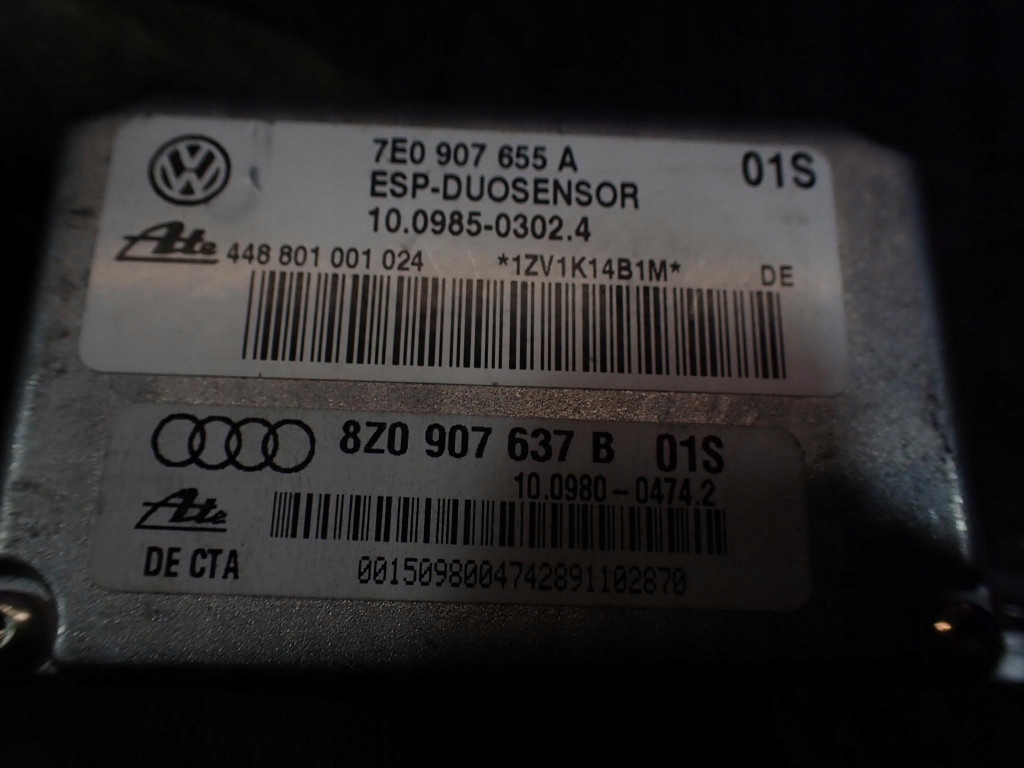 7E0 907 655 A 01S
ESP-DUOSENSOR
10.0985-0302.4
Ate 448 801 001 024 *1ZV1K14B1M* DE
8Z0 907 637 B 01S
10.0980-0474.2
Ate
DE CTA 0015098004742891102870